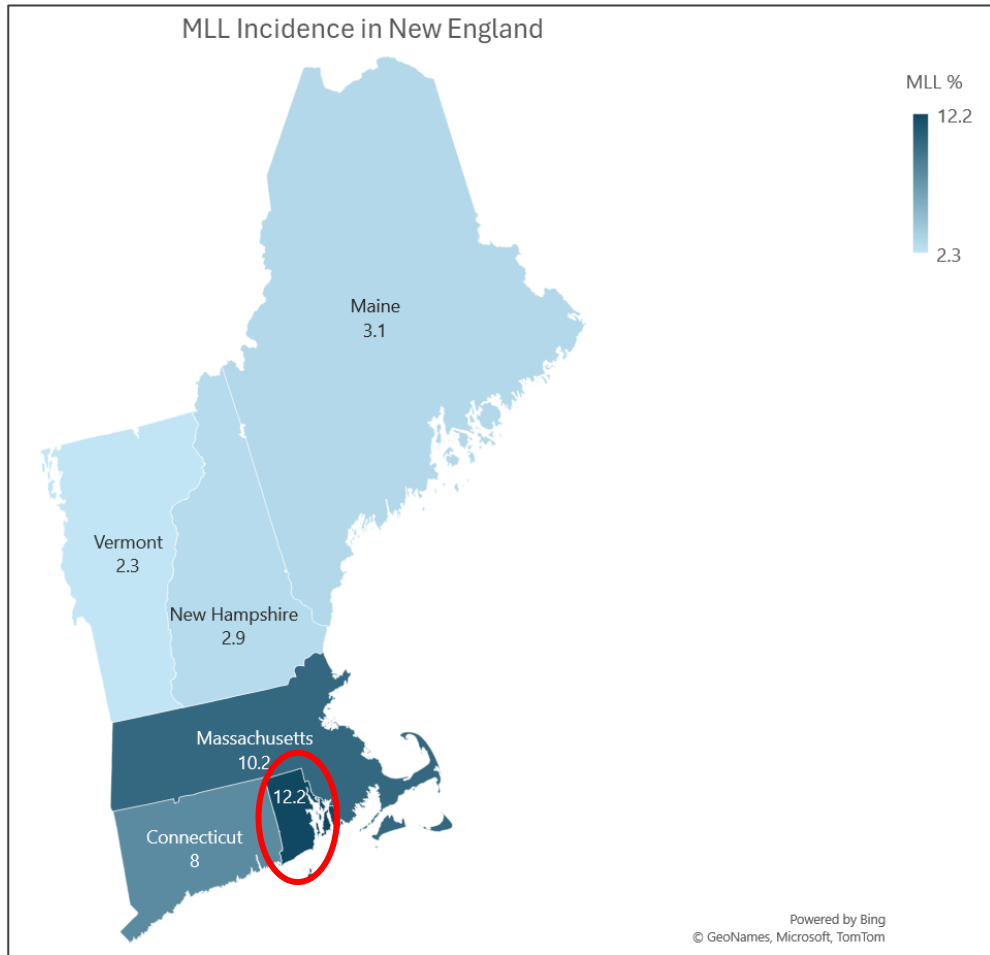 MLL Incidence in New England
MLL %
12.2
2.3
Maine
3.1
Vermont
2.3
New Hampshire
2.9
Massachusetts
10.2
12.2
Connecticut
8
Powered by Bing
© GeoNames, Microsoft, TomTom